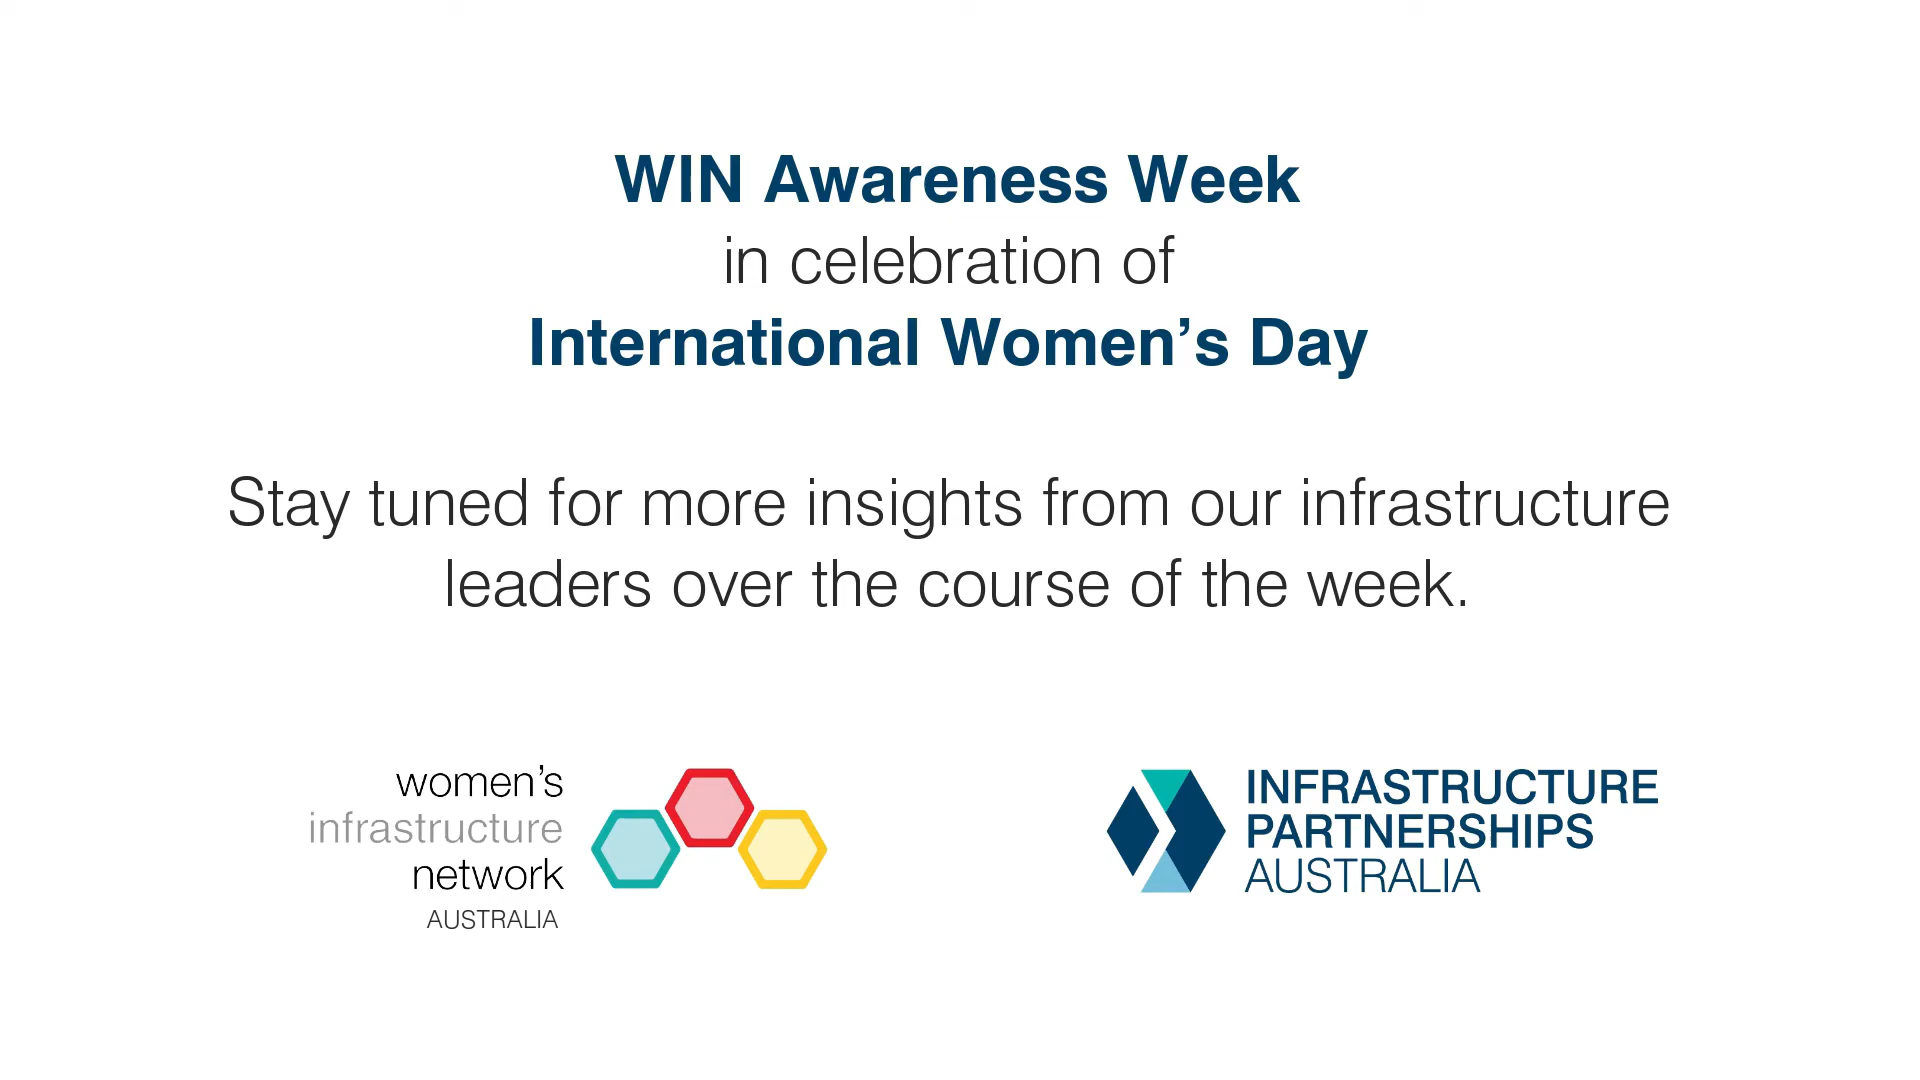 WIN Awareness Week
in celebration of
International Women’s Day
Stay tuned for more insights from our infrastructure
leaders over the course of the week.
women’s
infrastructure
network
AUSTRALIA
INFRASTRUCTURE
PARTNERSHIPS
AUSTRALIA